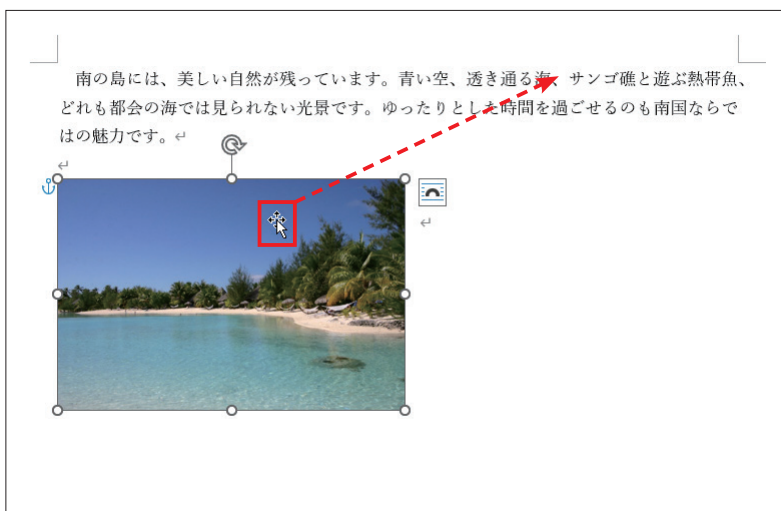 南の島には、美しい自然が残っています。青い空、透き通る海、サンゴ礁と遊ぶ熱帯魚、
どれも都会の海では見られない光景です。ゆったりとした時間を過ごせるのも南国ならで
はの魅力です。↵
↵
↵